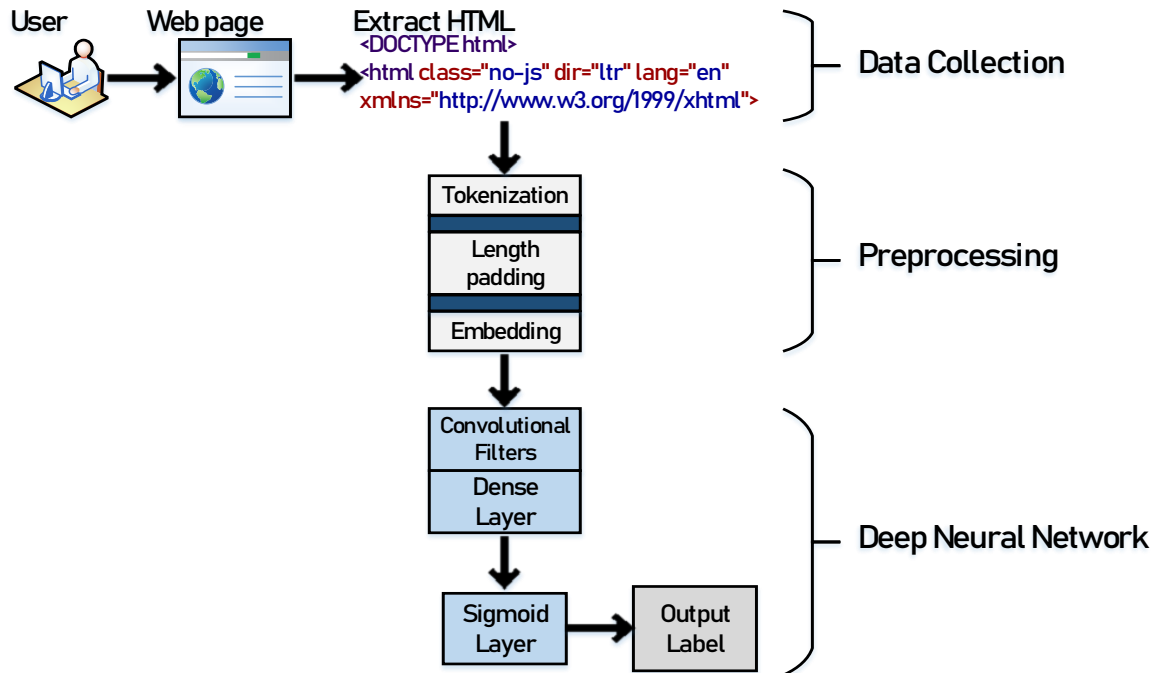 User
Web page
Extract HTML
<DOCTYPE html>
<html class="no-js" dir="ltr" lang="en"
xmlns="http://www.w3.org/1999/xhtml">
Data Collection
Tokenization
Length
padding
Embedding
Preprocessing
Convolutional
Filters
Dense
Layer
Deep Neural Network
Sigmoid
Layer
Output
Label